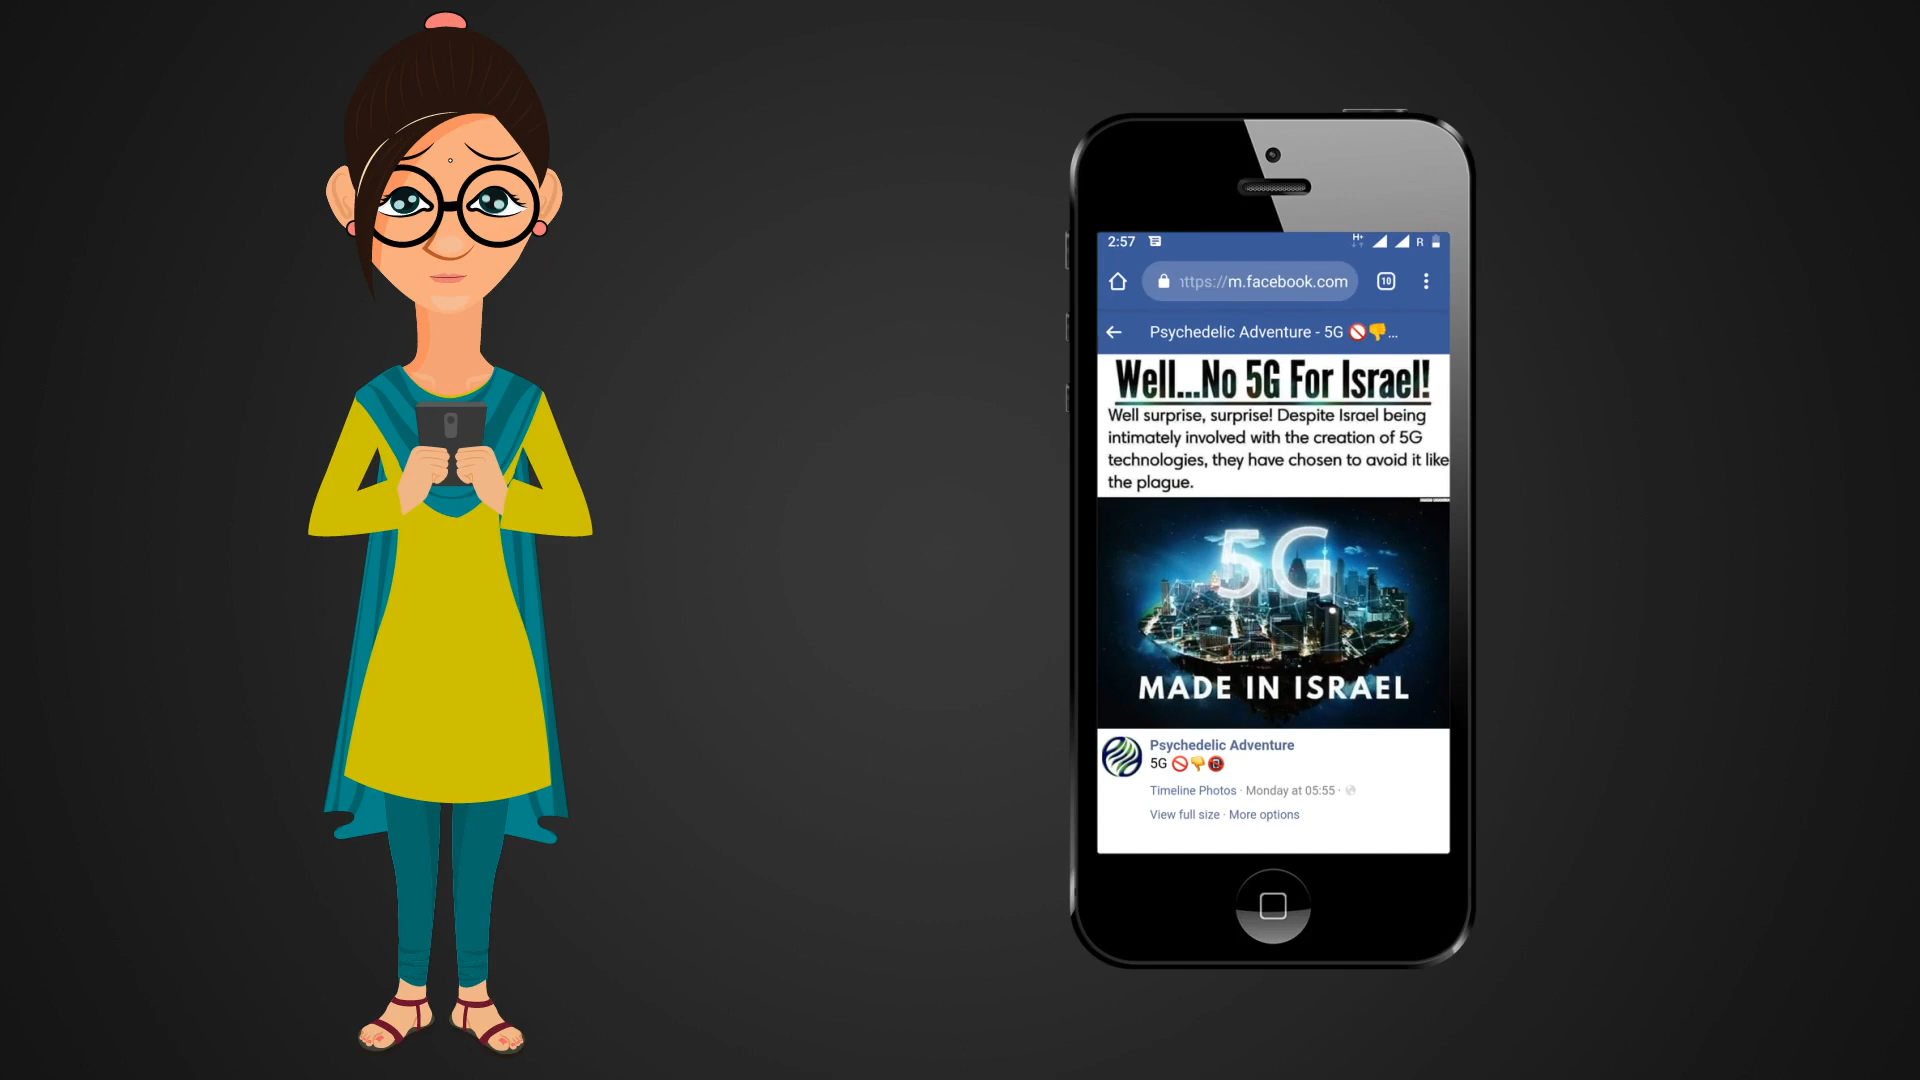 2:57 H+ R
ttps://m.facebook.com 10
Psychedelic Adventure - 5G 🚫👎...
Well...No 5G For Israel!
Well surprise, surprise! Despite Israel being
intimately involved with the creation of 5G
technologies, they have chosen to avoid it like
the plague.
5G
MADE IN ISRAEL
Psychedelic Adventure
5G 🚫👎📵
Timeline Photos · Monday at 05:55 ·
View full size · More options